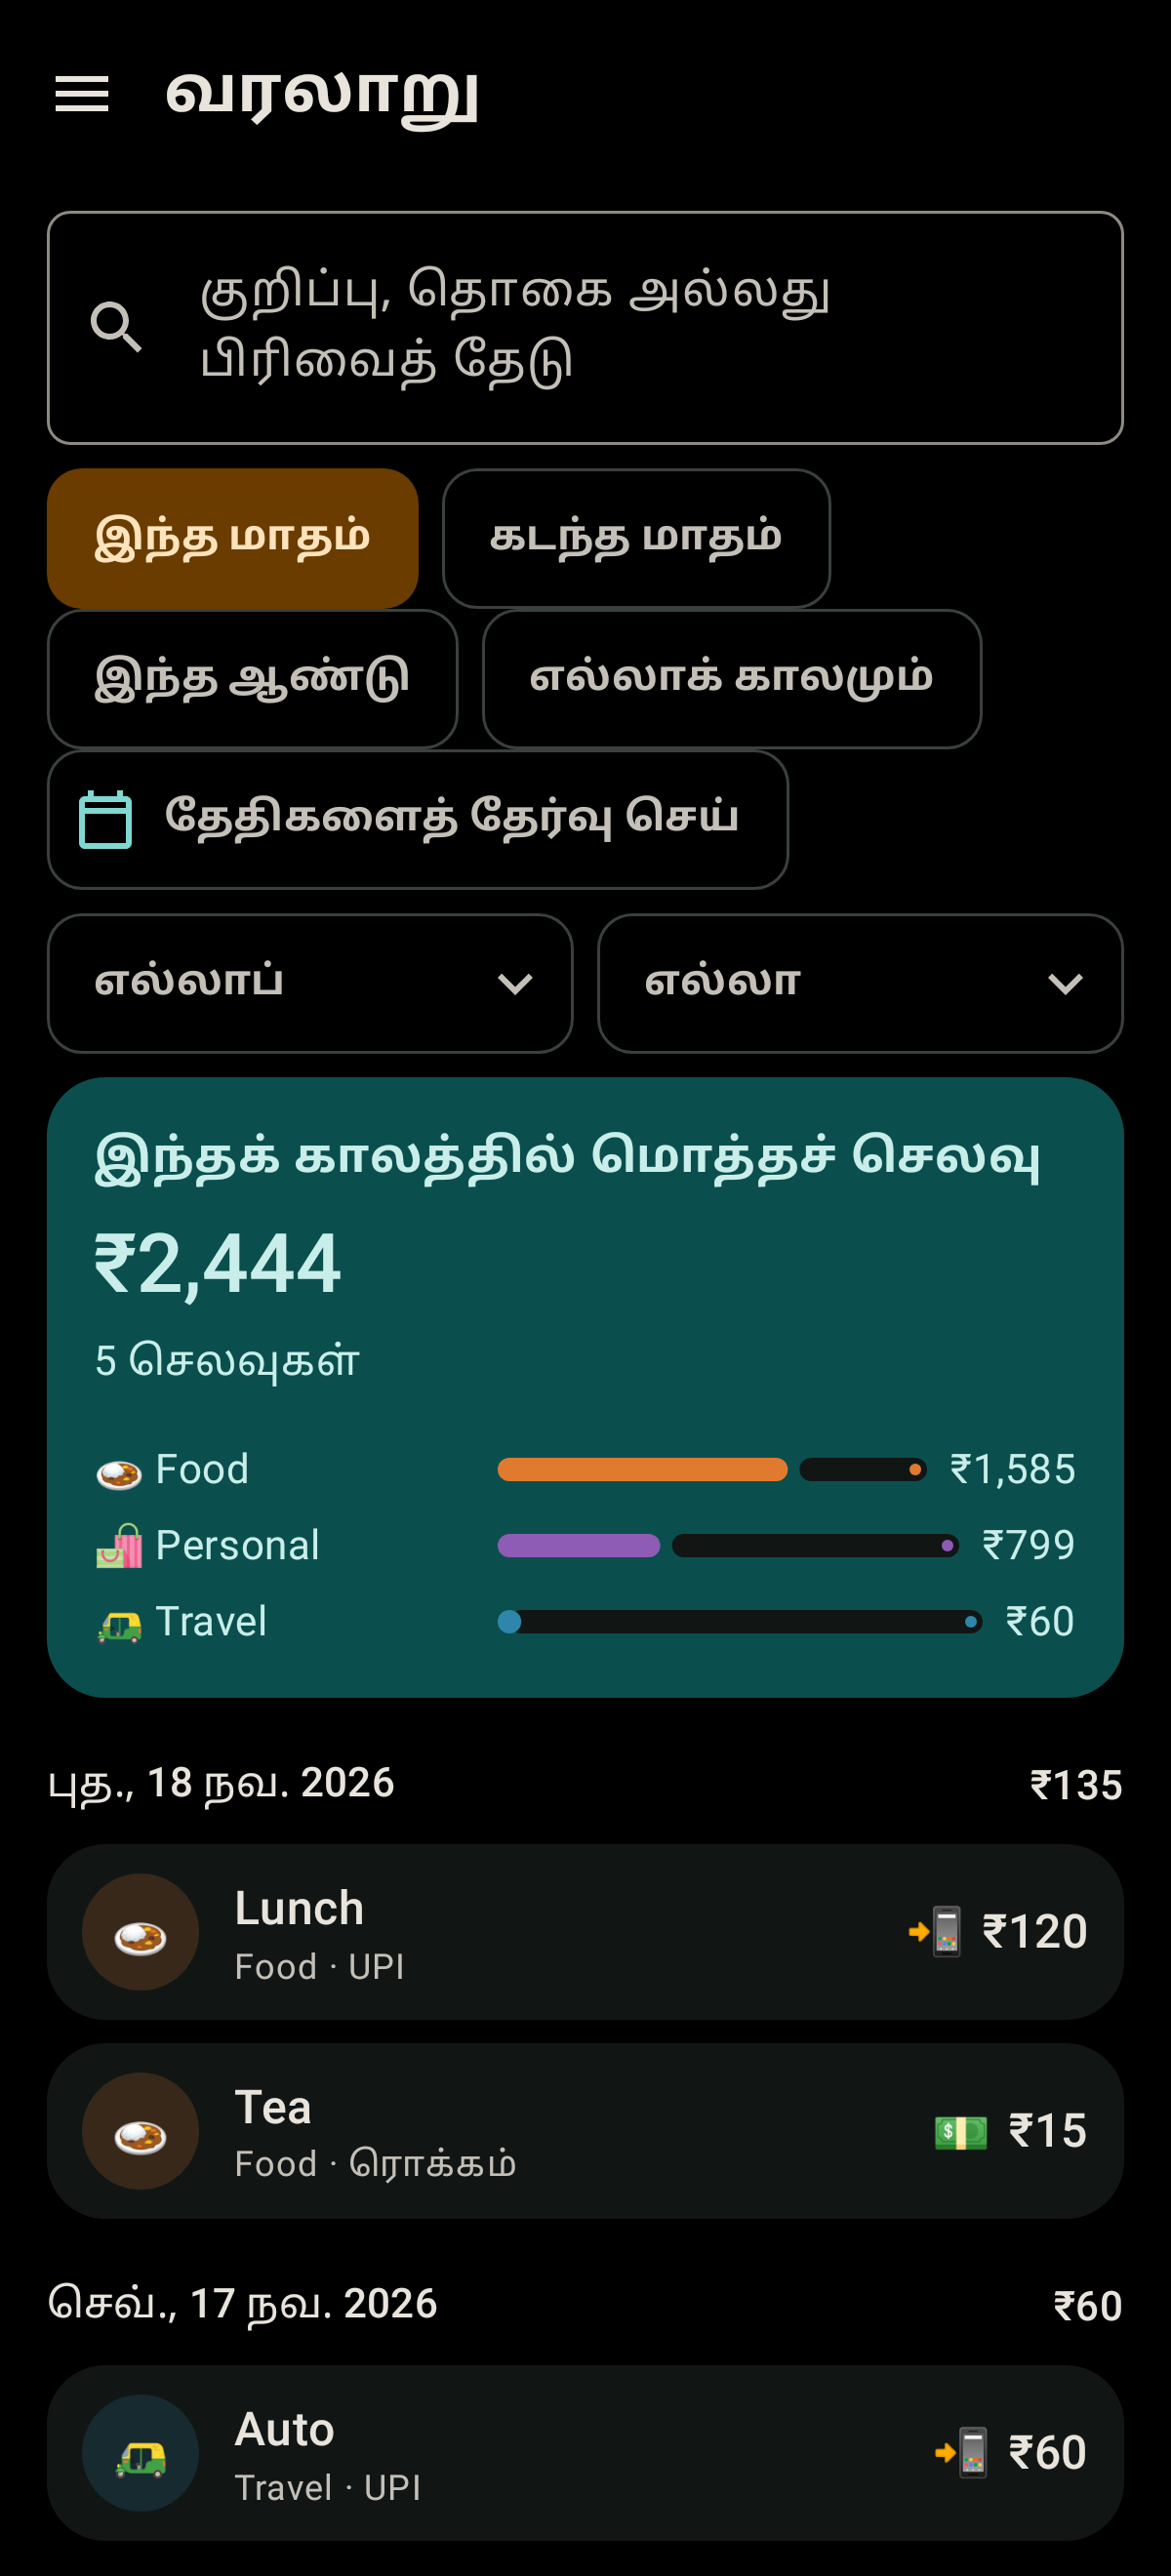 வரலாறு
குறிப்பு, தொகை அல்லது
பிரிவைத் தேடு
இந்த மாதம்
கடந்த மாதம்
இந்த ஆண்டு
எல்லாக் காலமும்
தேதிகளைத் தேர்வு செய்
எல்லாப்
எல்லா
இந்தக் காலத்தில் மொத்தச் செலவு
₹2,444
5 செலவுகள்
Food ₹1,585
Personal ₹799
Travel ₹60
புத., 18 நவ. 2026 ₹135
Lunch
Food · UPI
₹120
Tea
Food · ரொக்கம்
₹15
செவ்., 17 நவ. 2026 ₹60
Auto
Travel · UPI
₹60